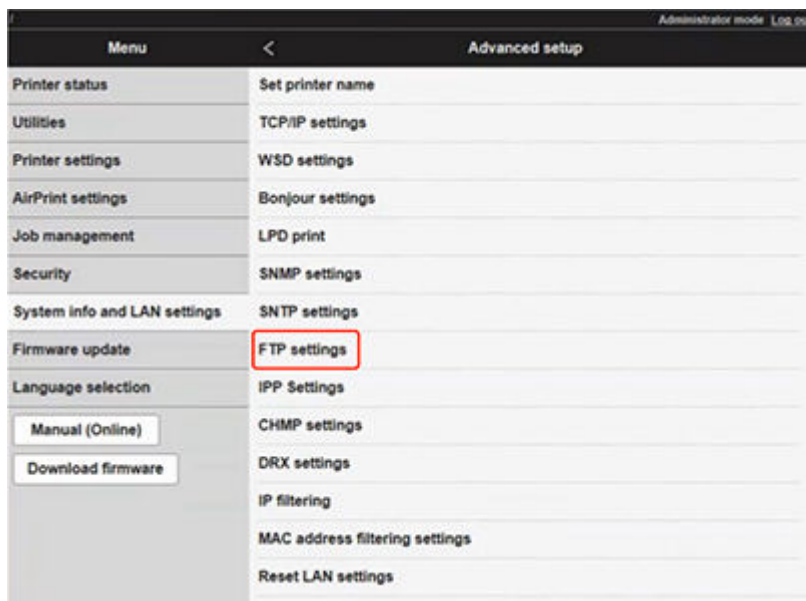 Administrator mode Log ou
Menu
<
Advanced setup
Printer status
Utilities
Printer settings
AirPrint settings
Job management
Security
System info and LAN settings
Firmware update
Language selection
Manual (Online)
Download firmware
Set printer name
TCP/IP settings
WSD settings
Bonjour settings
LPD print
SNMP settings
SNTP settings
FTP settings
IPP Settings
CHMP settings
DRX settings
IP filtering
MAC address filtering settings
Reset LAN settings